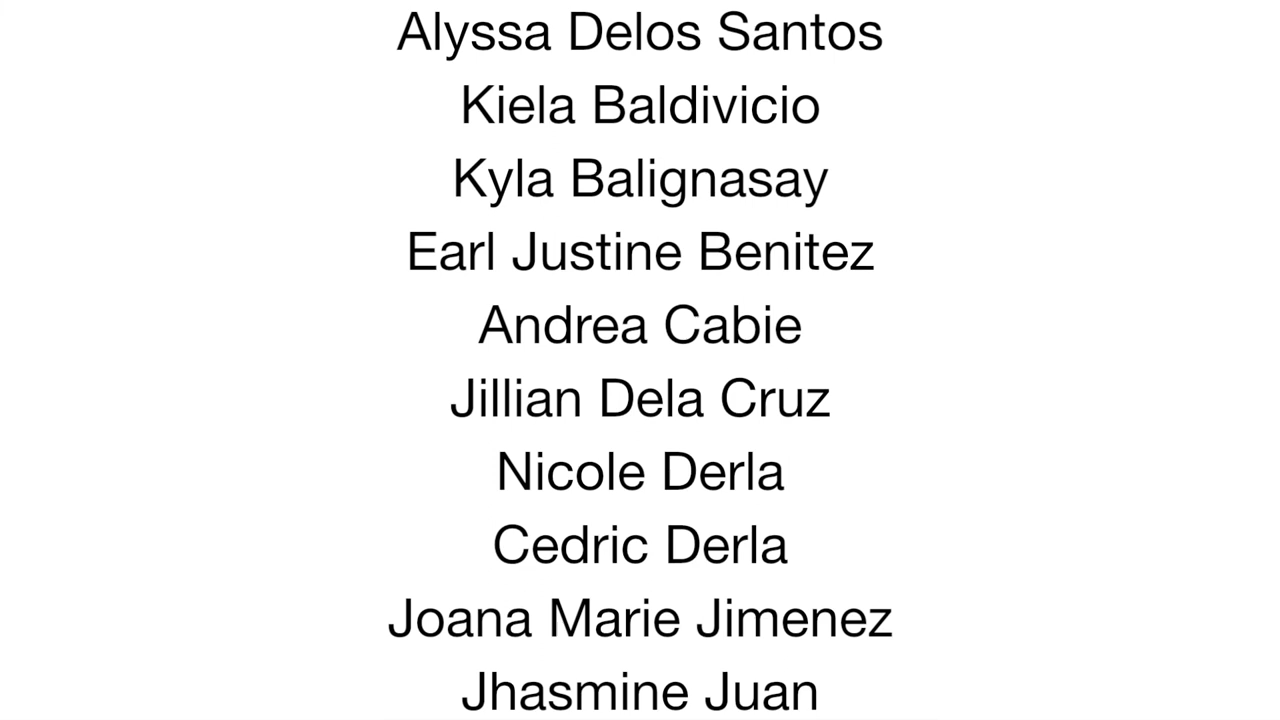 Alyssa Delos Santos
Kiela Baldivicio
Kyla Balignasay
Earl Justine Benitez
Andrea Cabie
Jillian Dela Cruz
Nicole Derla
Cedric Derla
Joana Marie Jimenez
Jhasmine Juan